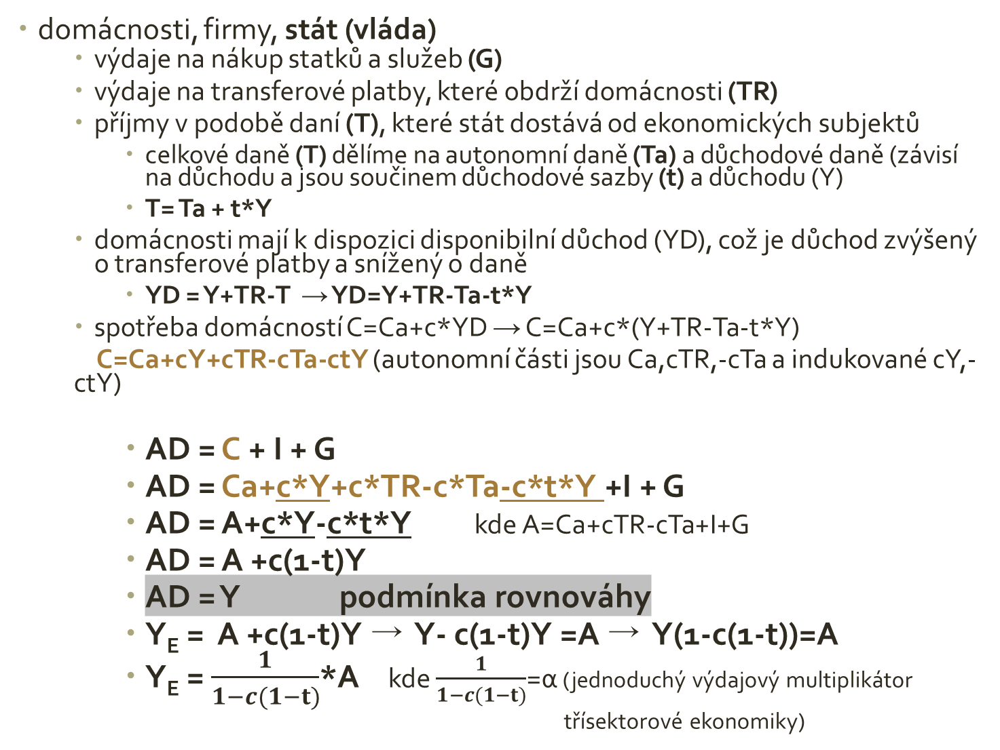 • domácnosti, firmy, stát (vláda)
• výdaje na nákup statků a služeb (G)
• výdaje na transferové platby, které obdrží domácnosti (TR)
• příjmy v podobě daní (T), které stát dostává od ekonomických subjektů
• celkové daně (T) dělíme na autonomní daně (Ta) a důchodové daně (závisí
na důchodu a jsou součinem důchodové sazby (t) a důchodu (Y)
• T= Ta + t*Y
• domácnosti mají k dispozici disponibilní důchod (YD), což je důchod zvýšený
o transferové platby a snížený o daně
• YD = Y+TR-T → YD=Y+TR-Ta-t*Y
• spotřeba domácností C=Ca+c*YD → C=Ca+c*(Y+TR-Ta-t*Y)
C=Ca+cY+cTR-cTa-ctY (autonomní části jsou Ca,cTR,-cTa a indukované cY,-
ctY)
• AD = C + I + G
• AD = Ca+c*Y+c*TR-c*Ta-c*t*Y +I + G
• AD = A+c*Y-c*t*Y kde A=Ca+cTR-cTa+I+G
• AD = A +c(1-t)Y
• AD = Y podmínka rovnováhy
• Y_E = A +c(1-t)Y → Y- c(1-t)Y =A → Y(1-c(1-t))=A
• Y_E = 1/(1−c(1−t)) *A kde 1/(1−c(1−t)) =α (jednoduchý výdajový multiplikátor
třísektorové ekonomiky)